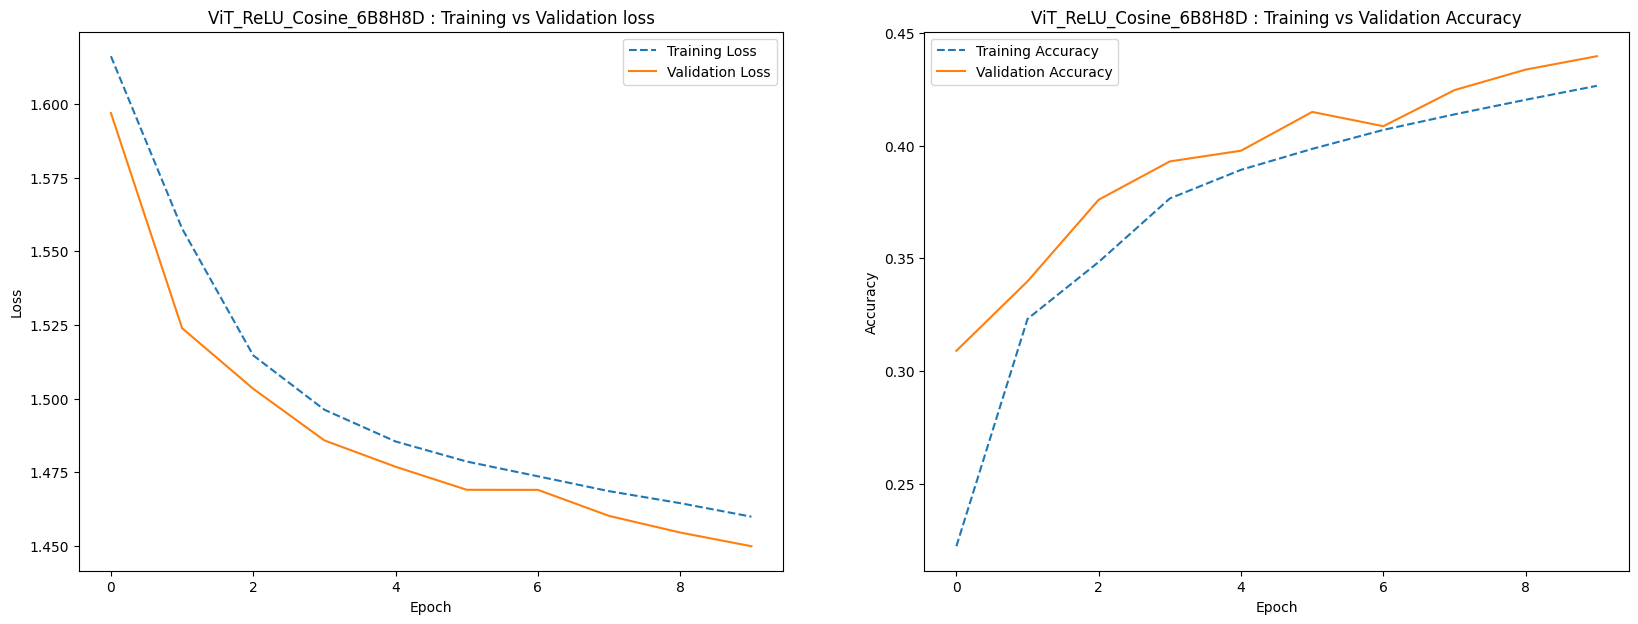 ViT_ReLU_Cosine_6B8H8D : Training vs Validation loss
Training Loss
Validation Loss
1.600
1.575
1.550
1.525
1.500
1.475
1.450
Loss
0 2 4 6 8
Epoch
ViT_ReLU_Cosine_6B8H8D : Training vs Validation Accuracy
Training Accuracy
Validation Accuracy
0.45
0.40
0.35
0.30
0.25
Accuracy
0 2 4 6 8
Epoch